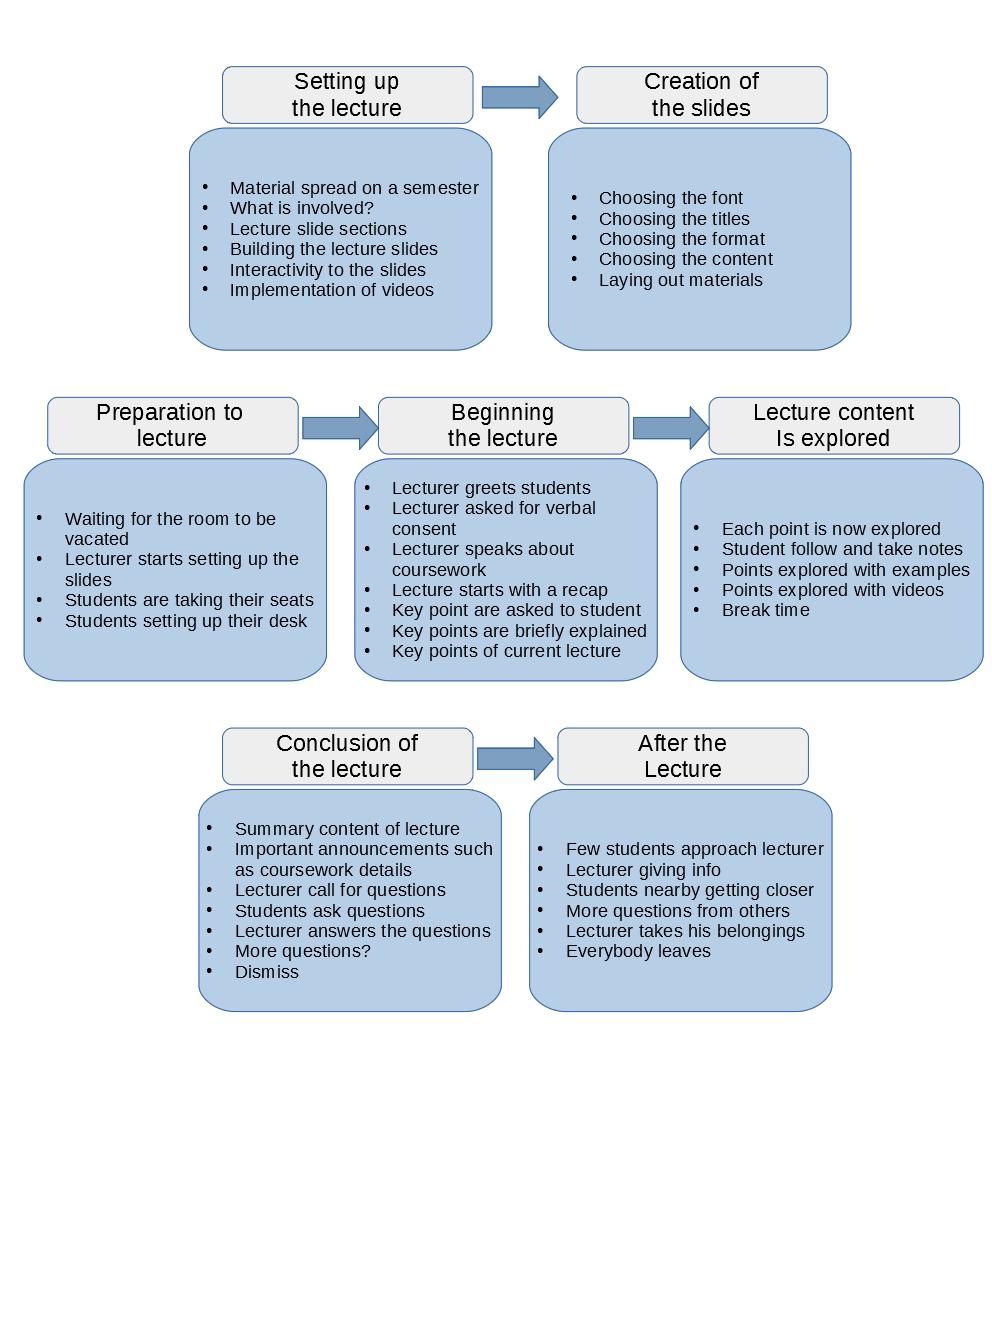 Setting up
the lecture
Creation of
the slides
• Material spread on a semester
• What is involved?
• Lecture slide sections
• Building the lecture slides
• Interactivity to the slides
• Implementation of videos
• Choosing the font
• Choosing the titles
• Choosing the format
• Choosing the content
• Laying out materials
Preparation to
lecture
Beginning
the lecture
Lecture content
Is explored
• Waiting for the room to be
vacated
• Lecturer starts setting up the
slides
• Students are taking their seats
• Students setting up their desk
• Lecturer greets students
• Lecturer asked for verbal
consent
• Lecturer speaks about
coursework
• Lecture starts with a recap
• Key point are asked to student
• Key points are briefly explained
• Key points of current lecture
• Each point is now explored
• Student follow and take notes
• Points explored with examples
• Points explored with videos
• Break time
Conclusion of
the lecture
After the
Lecture
• Summary content of lecture
• Important announcements such
as coursework details
• Lecturer call for questions
• Students ask questions
• Lecturer answers the questions
• More questions?
• Dismiss
• Few students approach lecturer
• Lecturer giving info
• Students nearby getting closer
• More questions from others
• Lecturer takes his belongings
• Everybody leaves